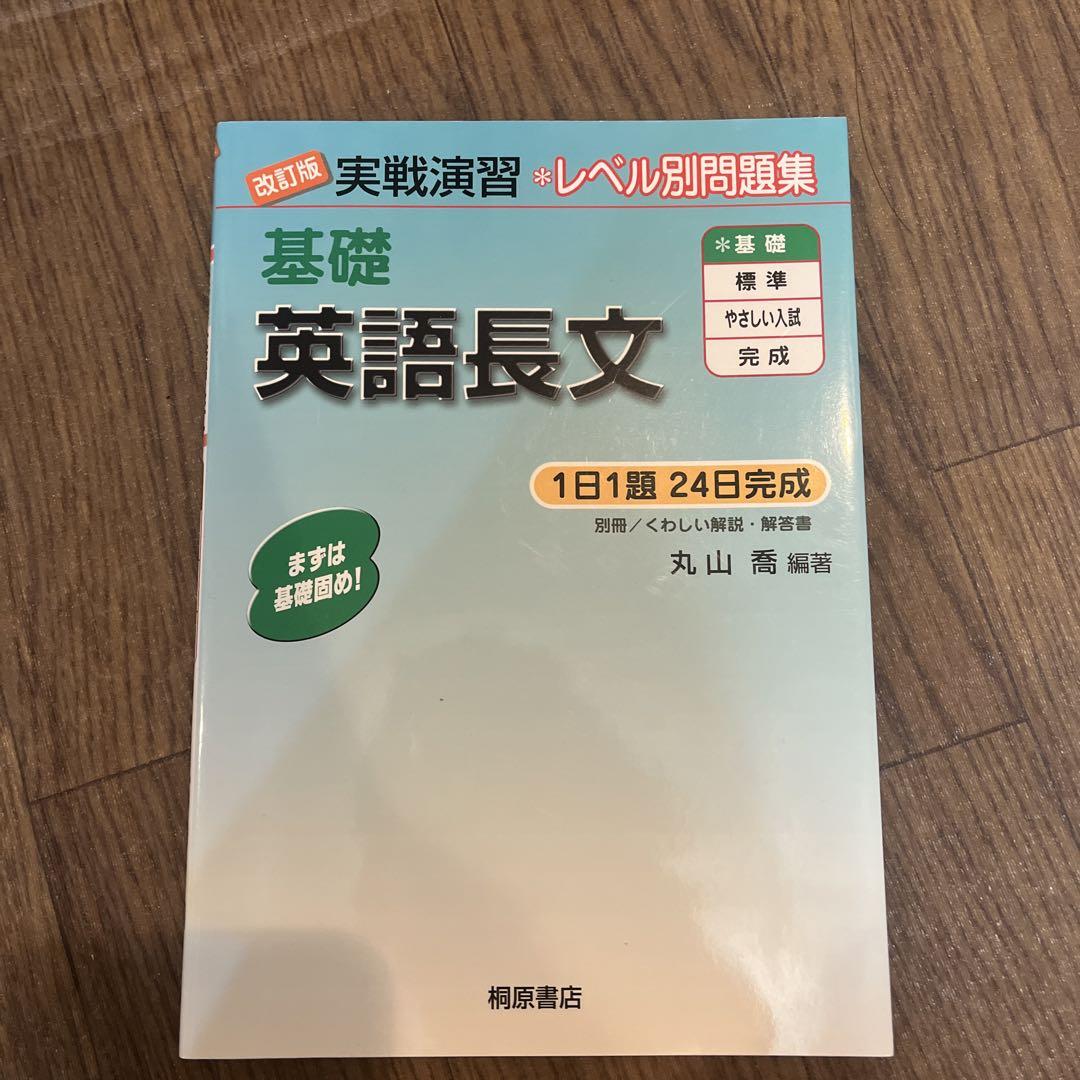 改訂版 実戦演習 *レベル別問題集
基礎
英語長文
*基礎
標準
やさしい入試
完成
1日1題 24日完成
別冊/くわしい解説・解答書
丸山 喬 編著
まずは
基礎固め!
桐原書店